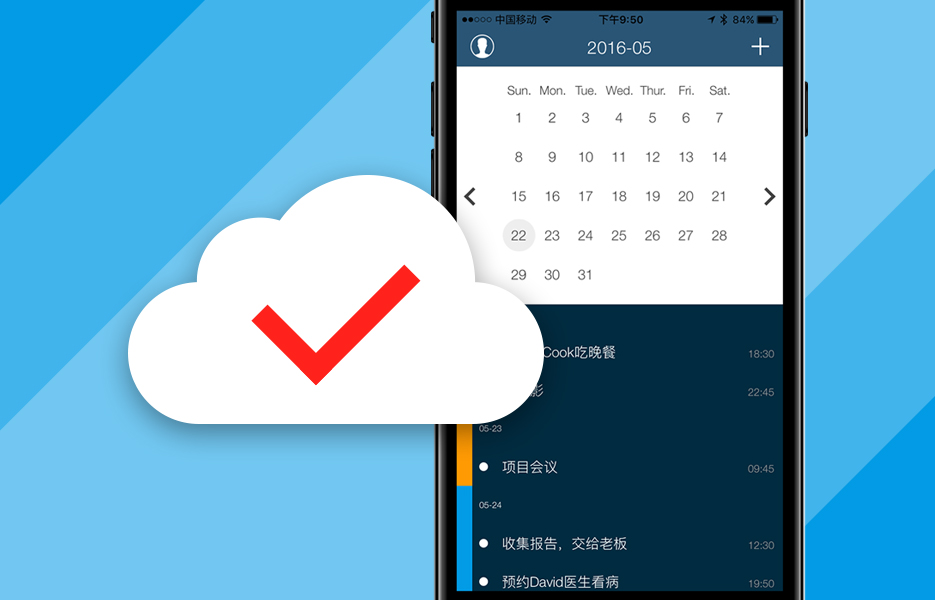 中国移动 下午9:50 84%
2016-05
Sun. Mon. Tue. Wed. Thur. Fri. Sat.
1 2 3 4 5 6 7
8 9 10 11 12 13 14
15 16 17 18 19 20 21
22 23 24 25 26 27 28
29 30 31
Cook吃晚餐 18:30
影 22:45
05-23
项目会议 09:45
05-24
收集报告，交给老板 12:30
预约David医生看病 19:50